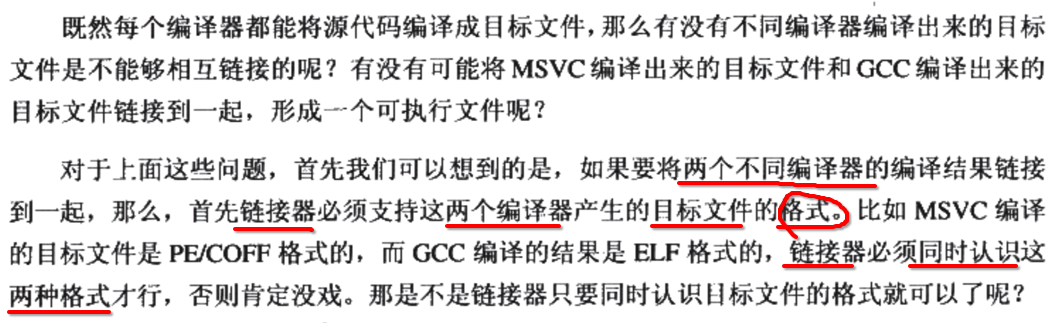 既然每个编译器都能将源代码编译成目标文件，那么有没有不同编译器编译出来的目标
文件是不能够相互链接的呢？有没有可能将 MSVC 编译出来的目标文件和 GCC 编译出来的
目标文件链接到一起，形成一个可执行文件呢？
对于上面这些问题，首先我们可以想到的是，如果要将两个不同编译器的编译结果链接
到一起，那么，首先链接器必须支持这两个编译器产生的目标文件的格式。比如 MSVC 编译
的目标文件是 PE/COFF 格式的，而 GCC 编译的结果是 ELF 格式的，链接器必须同时认识这
两种格式才行，否则肯定没戏。那是不是链接器只要同时认识目标文件的格式就可以了呢？